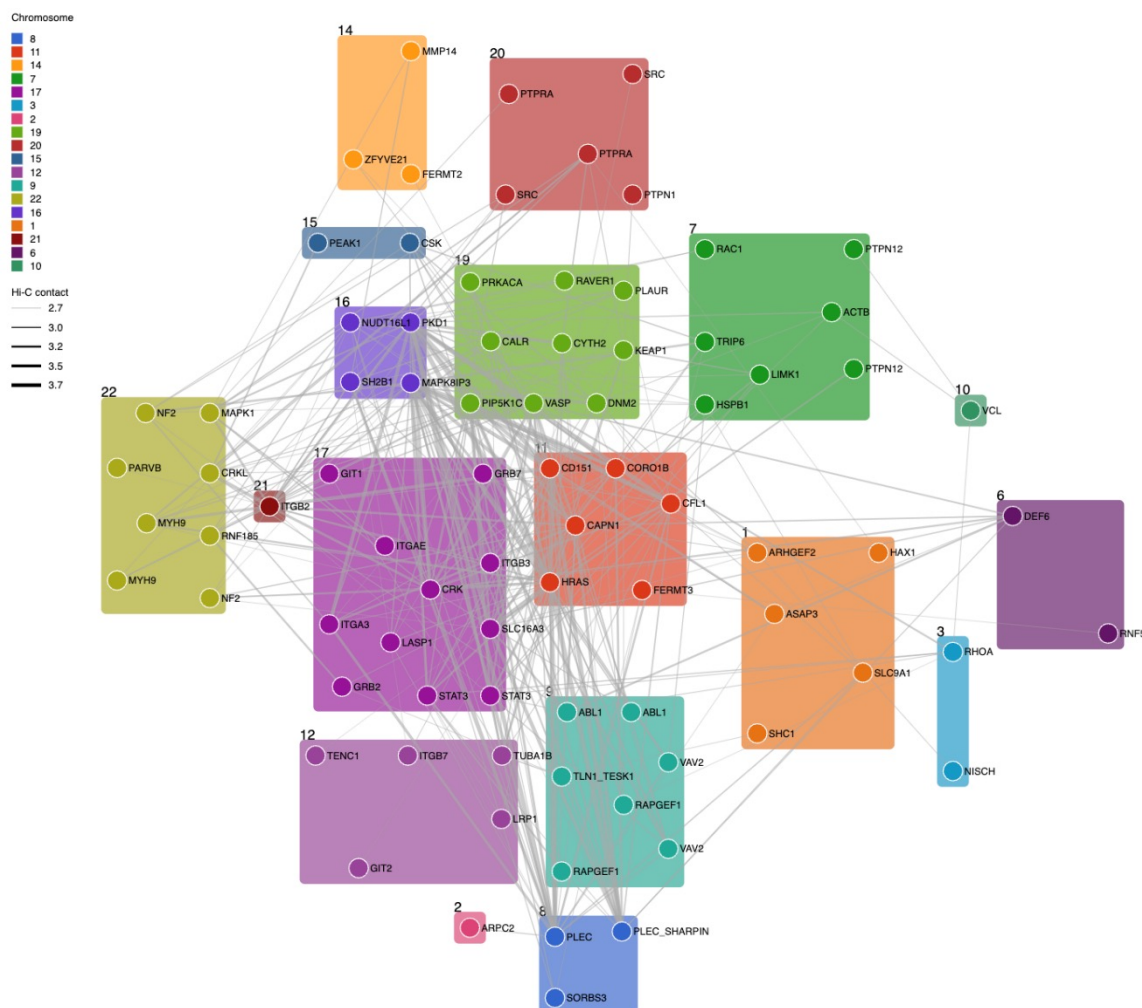 Chromosome
8
11
14
7
17
3
2
19
20
15
12
9
22
16
1
21
6
10
Hi-C contact
2.7
3.0
3.2
3.5
3.7
14
MMP14
ZFYVE21
FERMT2
20
SRC
PTPRA
PTPRA
SRC
PTPN1
15
PEAK1
CSK
7
RAC1
PTPN12
ACTB
TRIP6
LIMK1
PTPN12
HSPB1
19
PRKACA
RAVER1
PLAUR
CALR
CYTH2
KEAP1
PIP5K1C
VASP
DNM2
16
NUDT16L1
PKD1
SH2B1
MAPK8IP3
10
VCL
22
NF2
MAPK1
PARVB
CRKL
MYH9
RNF185
MYH9
NF2
21
ITGB2
17
GIT1
GRB7
ITGAE
ITGB3
CRK
ITGA3
SLC16A3
LASP1
GRB2
STAT3
STAT3
11
CD151
CORO1B
CFL1
CAPN1
HRAS
FERMT3
6
DEF6
RNF5
1
ARHGEF2
HAX1
ASAP3
SLC9A1
SHC1
3
RHOA
NISCH
9
ABL1
ABL1
VAV2
TLN1_TESK1
RAPGEF1
VAV2
RAPGEF1
12
TENC1
ITGB7
TUBA1B
LRP1
GIT2
2
ARPC2
8
PLEC
PLEC_SHARPIN
SORBS3